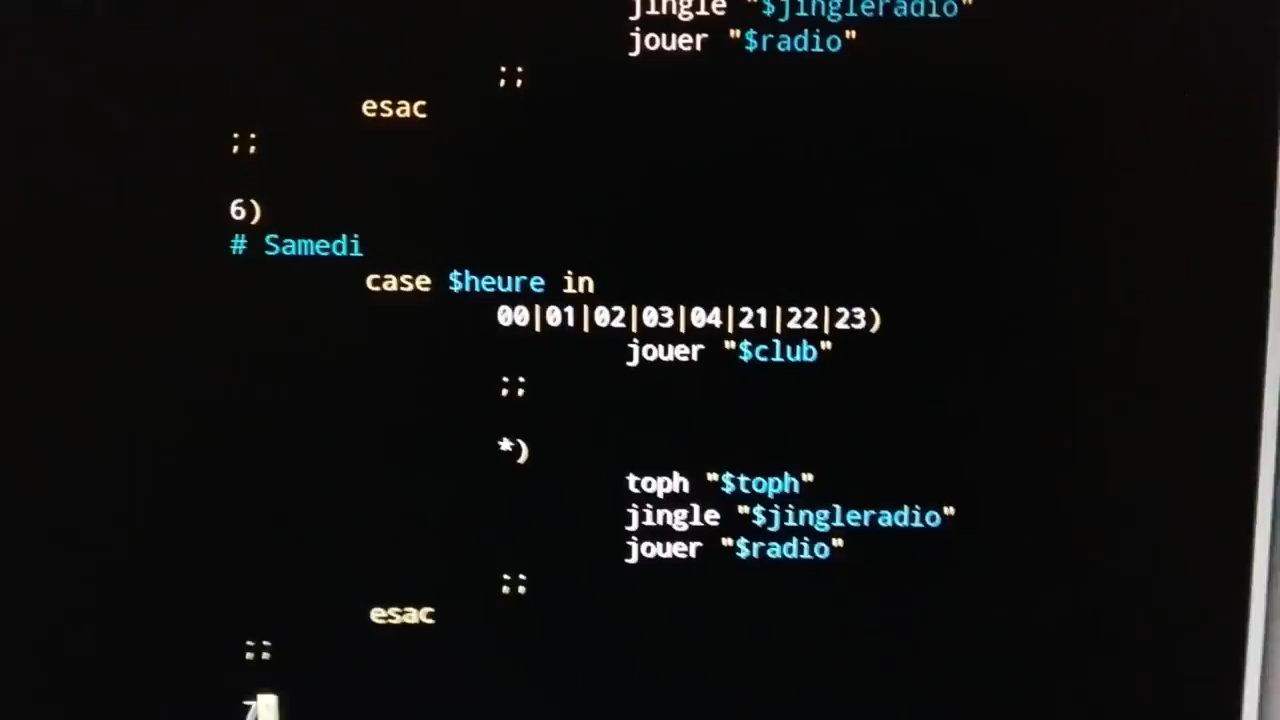 jingle "$jingleradio"
jouer "$radio"
;;
esac
;;
6)
# Samedi
case $heure in
00|01|02|03|04|21|22|23)
jouer "$club"
;;
*)
toph "$toph"
jingle "$jingleradio"
jouer "$radio"
;;
esac
;;
7